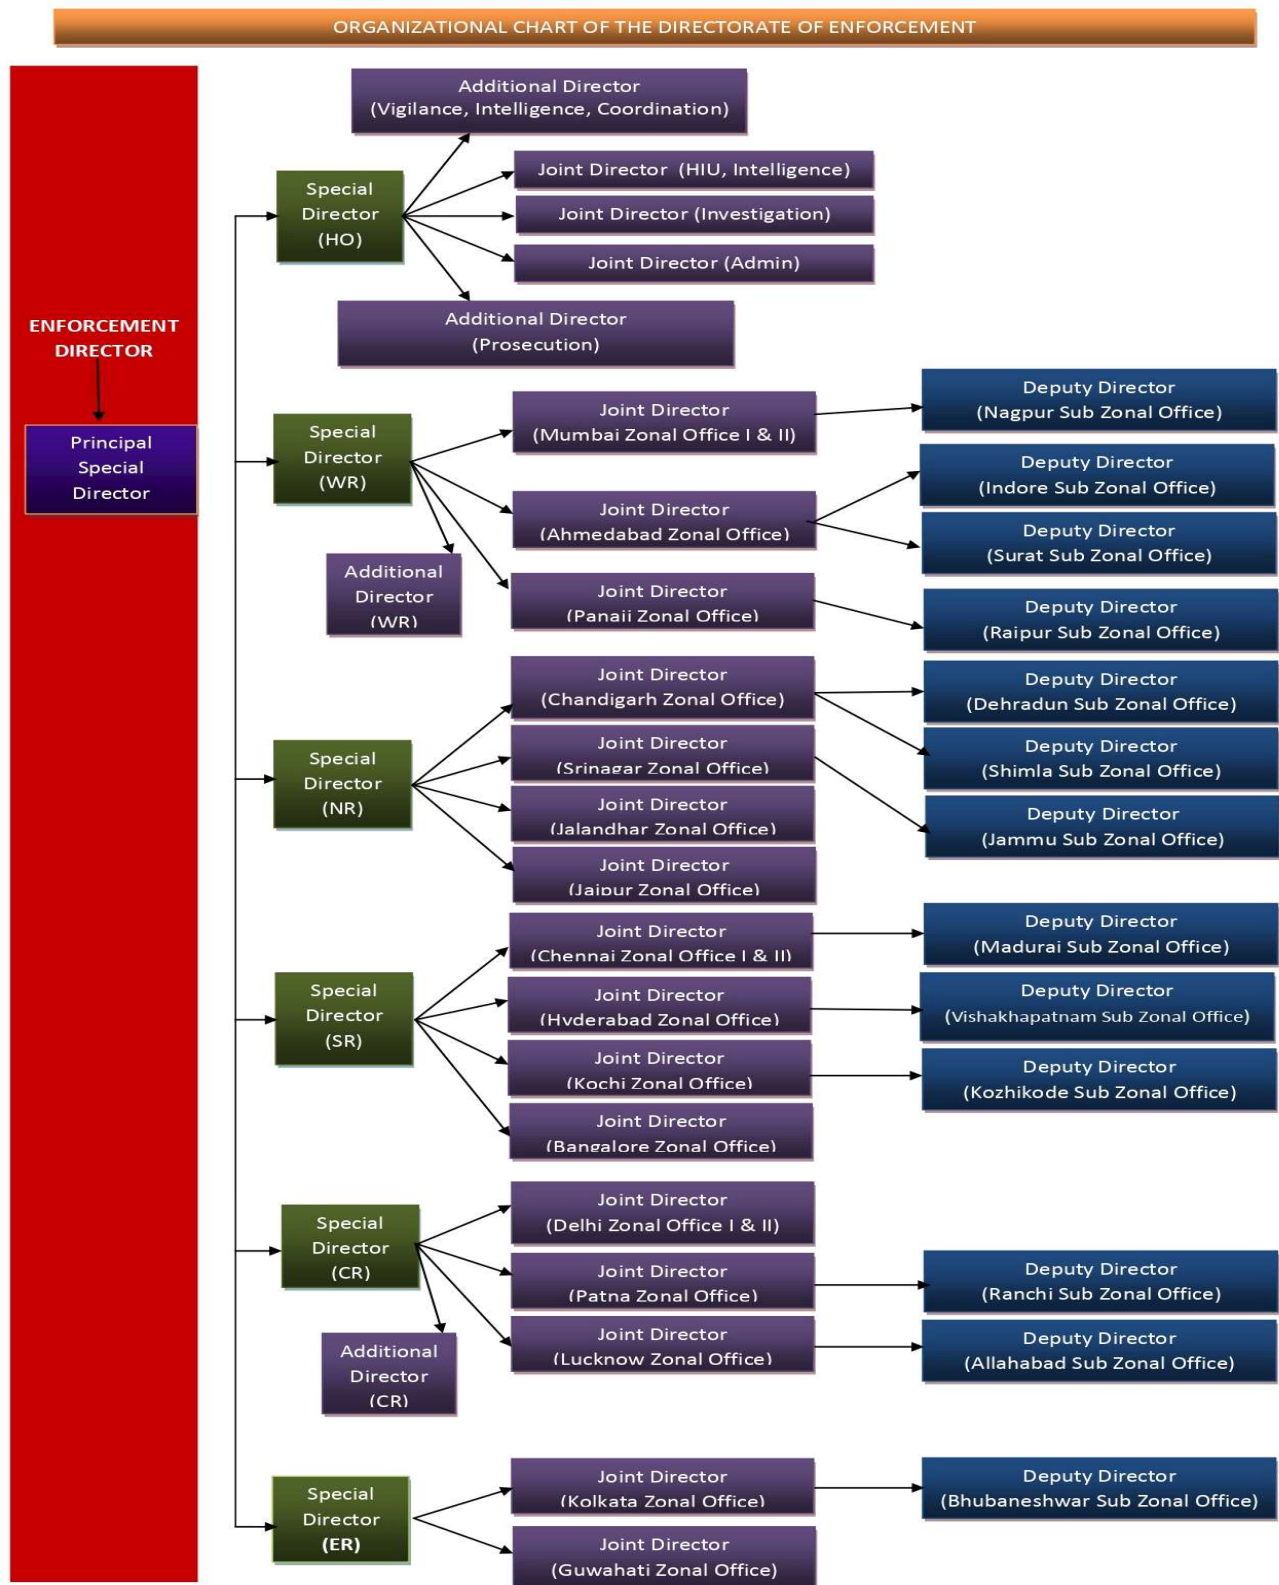 ORGANIZATIONAL CHART OF THE DIRECTORATE OF ENFORCEMENT
ENFORCEMENT
DIRECTOR
Principal
Special
Director
Special
Director
(HO)
Additional Director
(Vigilance, Intelligence, Coordination)
Joint Director (HIU, Intelligence)
Joint Director (Investigation)
Joint Director (Admin)
Additional Director
(Prosecution)
Special
Director
(WR)
Additional
Director
(WR)
Joint Director
(Mumbai Zonal Office I & II)
Deputy Director
(Nagpur Sub Zonal Office)
Joint Director
(Ahmedabad Zonal Office)
Deputy Director
(Indore Sub Zonal Office)
Deputy Director
(Surat Sub Zonal Office)
Joint Director
(Panaji Zonal Office)
Deputy Director
(Raipur Sub Zonal Office)
Special
Director
(NR)
Joint Director
(Chandigarh Zonal Office)
Deputy Director
(Dehradun Sub Zonal Office)
Deputy Director
(Shimla Sub Zonal Office)
Joint Director
(Srinagar Zonal Office)
Deputy Director
(Jammu Sub Zonal Office)
Joint Director
(Jalandhar Zonal Office)
Joint Director
(Jaipur Zonal Office)
Special
Director
(SR)
Joint Director
(Chennai Zonal Office I & II)
Deputy Director
(Madurai Sub Zonal Office)
Joint Director
(Hyderabad Zonal Office)
Deputy Director
(Vishakhapatnam Sub Zonal Office)
Joint Director
(Kochi Zonal Office)
Deputy Director
(Kozhikode Sub Zonal Office)
Joint Director
(Bangalore Zonal Office)
Special
Director
(CR)
Additional
Director
(CR)
Joint Director
(Delhi Zonal Office I & II)
Joint Director
(Patna Zonal Office)
Deputy Director
(Ranchi Sub Zonal Office)
Joint Director
(Lucknow Zonal Office)
Deputy Director
(Allahabad Sub Zonal Office)
Special
Director
(ER)
Joint Director
(Kolkata Zonal Office)
Deputy Director
(Bhubaneshwar Sub Zonal Office)
Joint Director
(Guwahati Zonal Office)